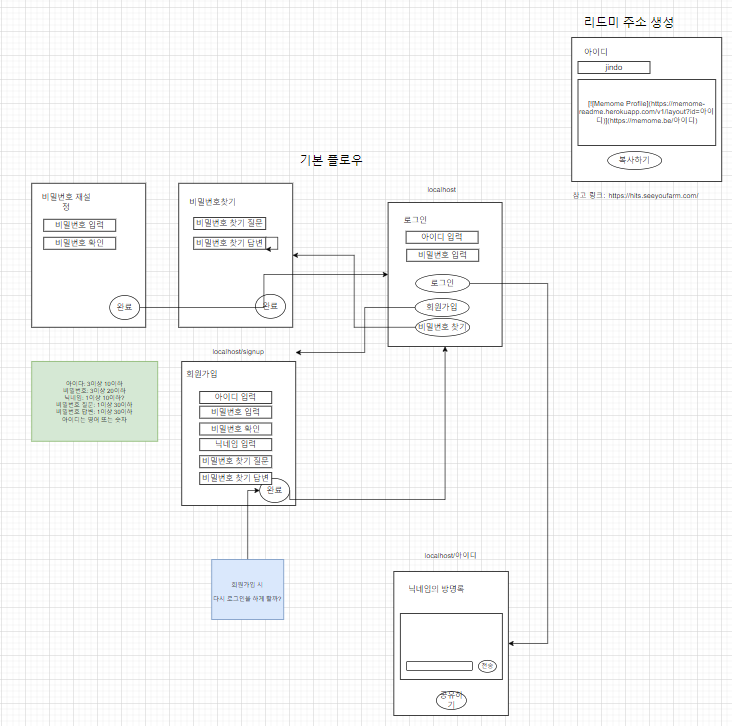 리드미 주소 생성
아이디
jindo
[![Memome Profile](https://memome-
readme.herokuapp.com/v1/layout?id=아이
디)](https://memome.be/아이디)
복사하기
참고 링크: https://hits.seeyoufarm.com/
기본 플로우
비밀번호 재설
정
비밀번호 입력
비밀번호 확인
완료
비밀번호찾기
비밀번호 찾기 질문
비밀번호 찾기 답변
완료
localhost
로그인
아이디 입력
비밀번호 입력
로그인
회원가입
비밀번호 찾기
아이디: 3이상 10이하
비밀번호: 3이상 20이하
닉네임: 1이상 10이하?
비밀번호 질문: 1이상 30이하
비밀번호 답변: 1이상 30이하
아이디는 영어 또는 숫자
localhost/signup
회원가입
아이디 입력
비밀번호 입력
비밀번호 확인
닉네임 입력
비밀번호 찾기 질문
비밀번호 찾기 답변
완료
회원가입 시
다시 로그인을 하게 할까?
localhost/아이디
닉네임의 방명록
전송
공유하
기